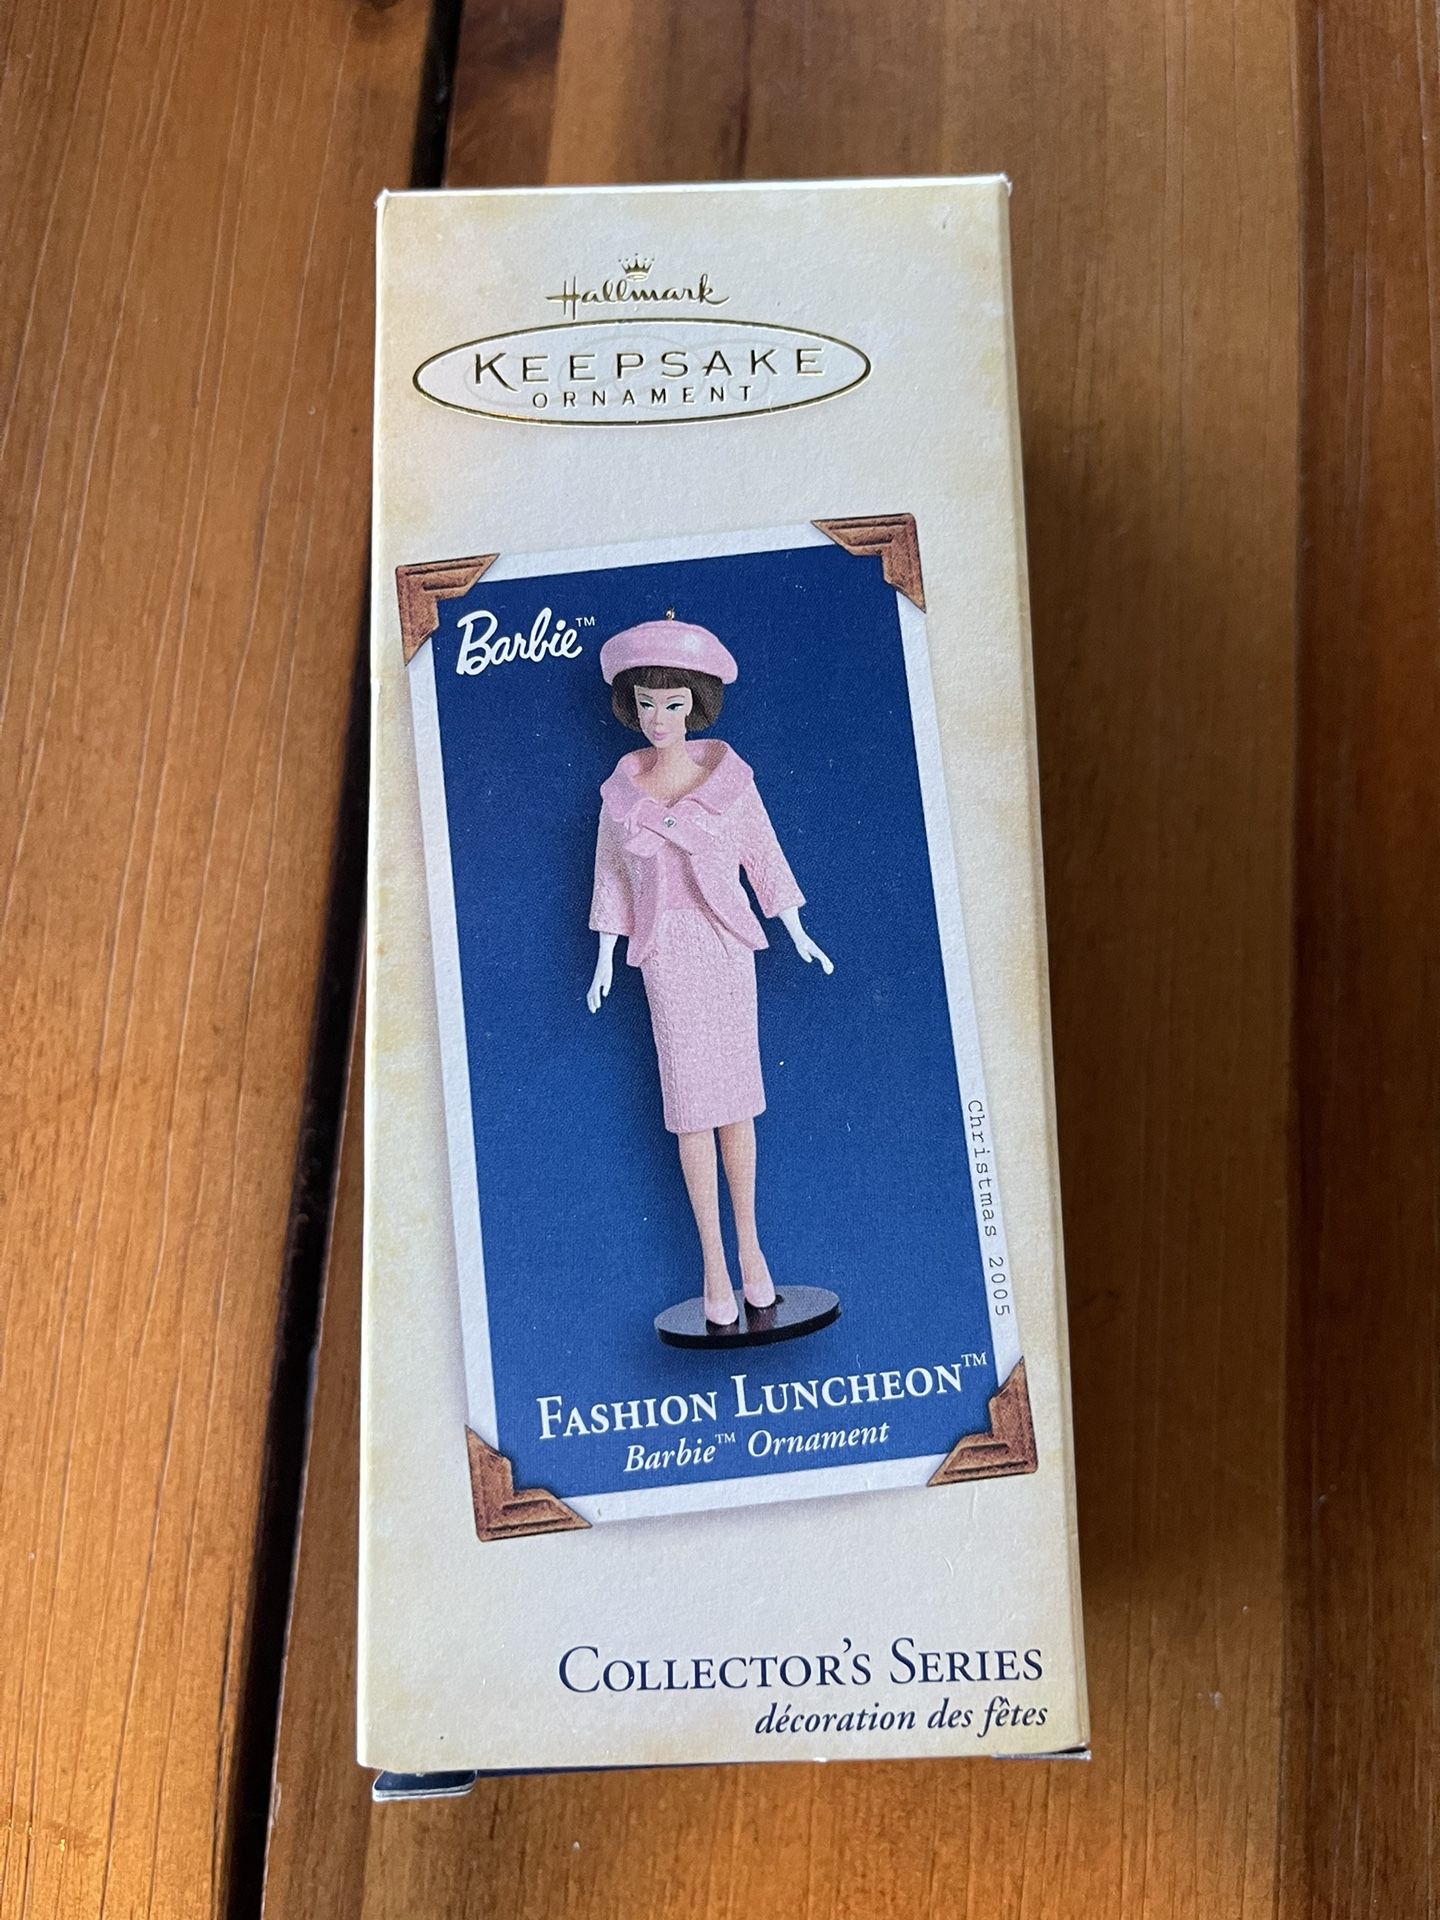 Hallmark
KEEPSAKE
ORNAMENT
Barbie™
Christmas 2005
FASHION LUNCHEON™
Barbie™ Ornament
COLLECTOR'S SERIES
décoration des fêtes